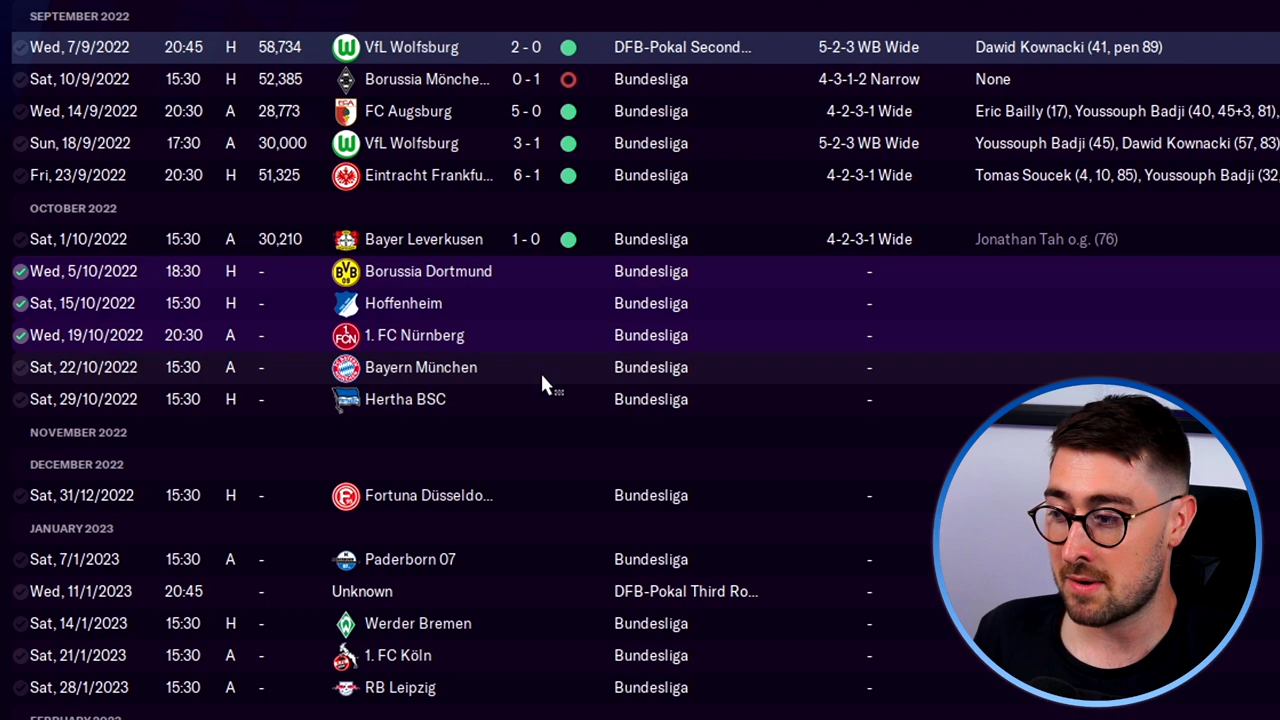 SEPTEMBER 2022
Wed, 7/9/2022 20:45 H 58,734 VfL Wolfsburg 2 - 0 DFB-Pokal Second... 5-2-3 WB Wide Dawid Kownacki (41, pen 89)
Sat, 10/9/2022 15:30 H 52,385 Borussia Mönche... 0 - 1 Bundesliga 4-3-1-2 Narrow None
Wed, 14/9/2022 20:30 A 28,773 FC Augsburg 5 - 0 Bundesliga 4-2-3-1 Wide Eric Bailly (17), Youssouph Badji (40, 45+3, 81),
Sun, 18/9/2022 17:30 A 30,000 VfL Wolfsburg 3 - 1 Bundesliga 5-2-3 WB Wide Youssouph Badji (45), Dawid Kownacki (57, 83)
Fri, 23/9/2022 20:30 H 51,325 Eintracht Frankfu... 6 - 1 Bundesliga 4-2-3-1 Wide Tomas Soucek (4, 10, 85), Youssouph Badji (32,
OCTOBER 2022
Sat, 1/10/2022 15:30 A 30,210 Bayer Leverkusen 1 - 0 Bundesliga 4-2-3-1 Wide Jonathan Tah o.g. (76)
Wed, 5/10/2022 18:30 H - BVB 09 Borussia Dortmund Bundesliga -
Sat, 15/10/2022 15:30 H - Hoffenheim Bundesliga -
Wed, 19/10/2022 20:30 A - 1. FCN 1. FC Nürnberg Bundesliga -
Sat, 22/10/2022 15:30 A - Bayern München Bundesliga -
Sat, 29/10/2022 15:30 H - Hertha BSC Bundesliga -
NOVEMBER 2022
DECEMBER 2022
Sat, 31/12/2022 15:30 H - Fortuna Düsseldo... Bundesliga -
JANUARY 2023
Sat, 7/1/2023 15:30 A - Paderborn 07 Bundesliga -
Wed, 11/1/2023 20:45 - Unknown DFB-Pokal Third Ro... -
Sat, 14/1/2023 15:30 H - Werder Bremen Bundesliga -
Sat, 21/1/2023 15:30 A - 1. FC Köln Bundesliga -
Sat, 28/1/2023 15:30 A - RB Leipzig Bundesliga -
FEBRUARY 2023